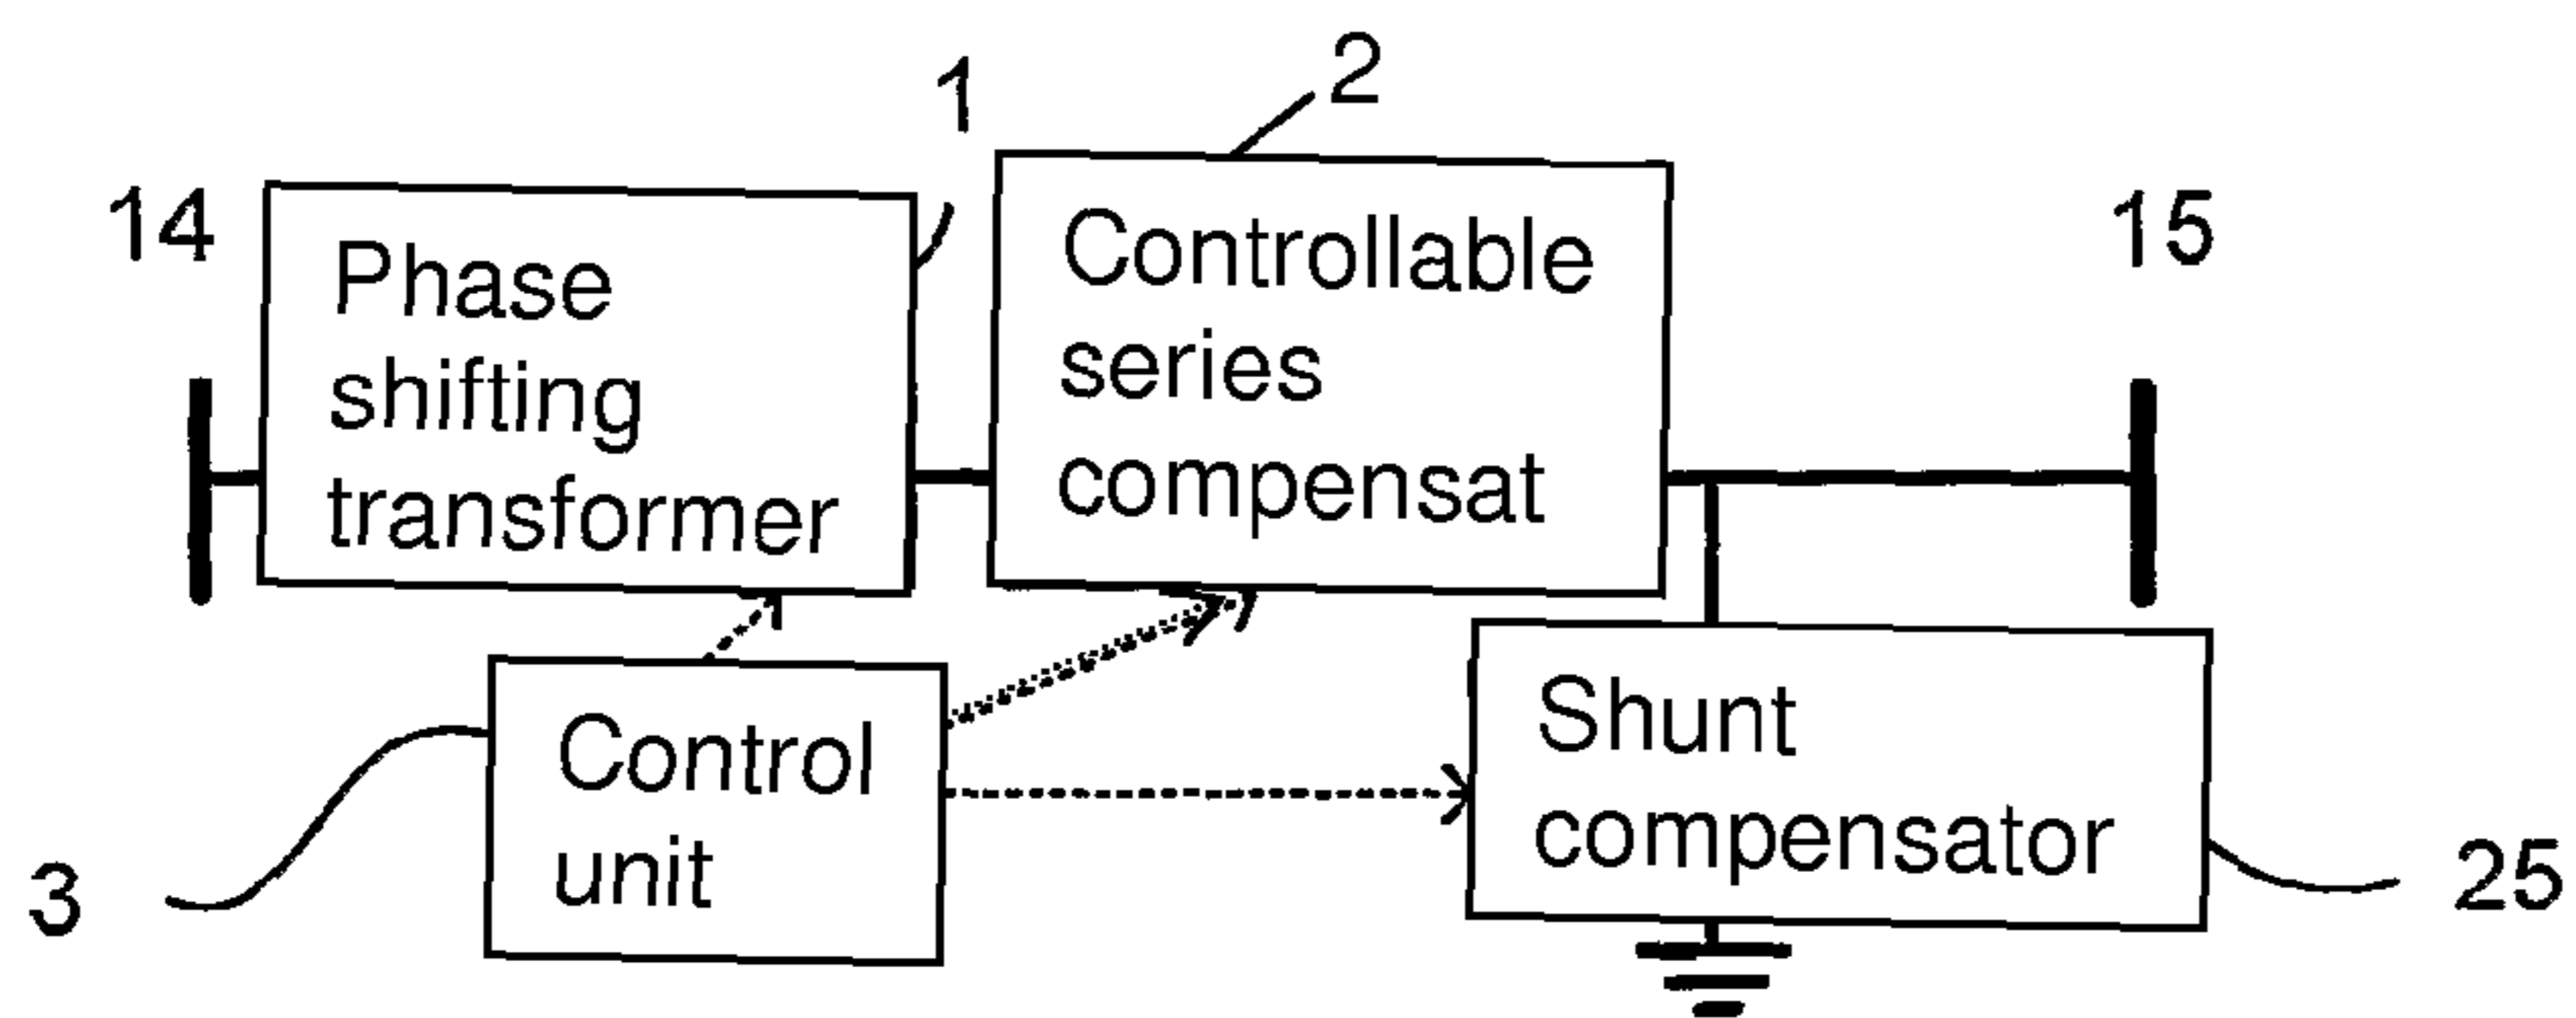 1
2
14
15
Phase
shifting
transformer
Controllable
series
compensat
Control
unit
Shunt
compensator
3
25